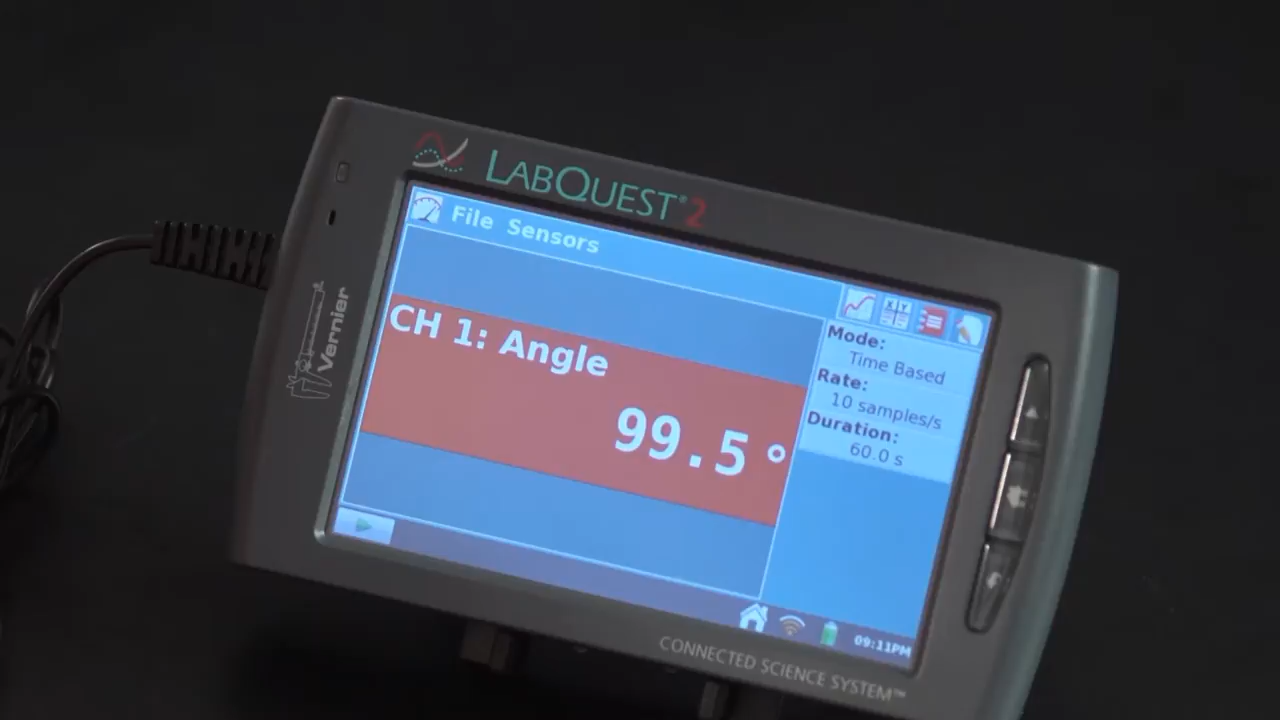 LABQUEST® 2
File Sensors
CH 1: Angle
99.5 °
Mode:
Time Based
Rate:
10 samples/s
Duration:
60.0 s
X Y
09:11PM
Vernier
CONNECTED SCIENCE SYSTEM™